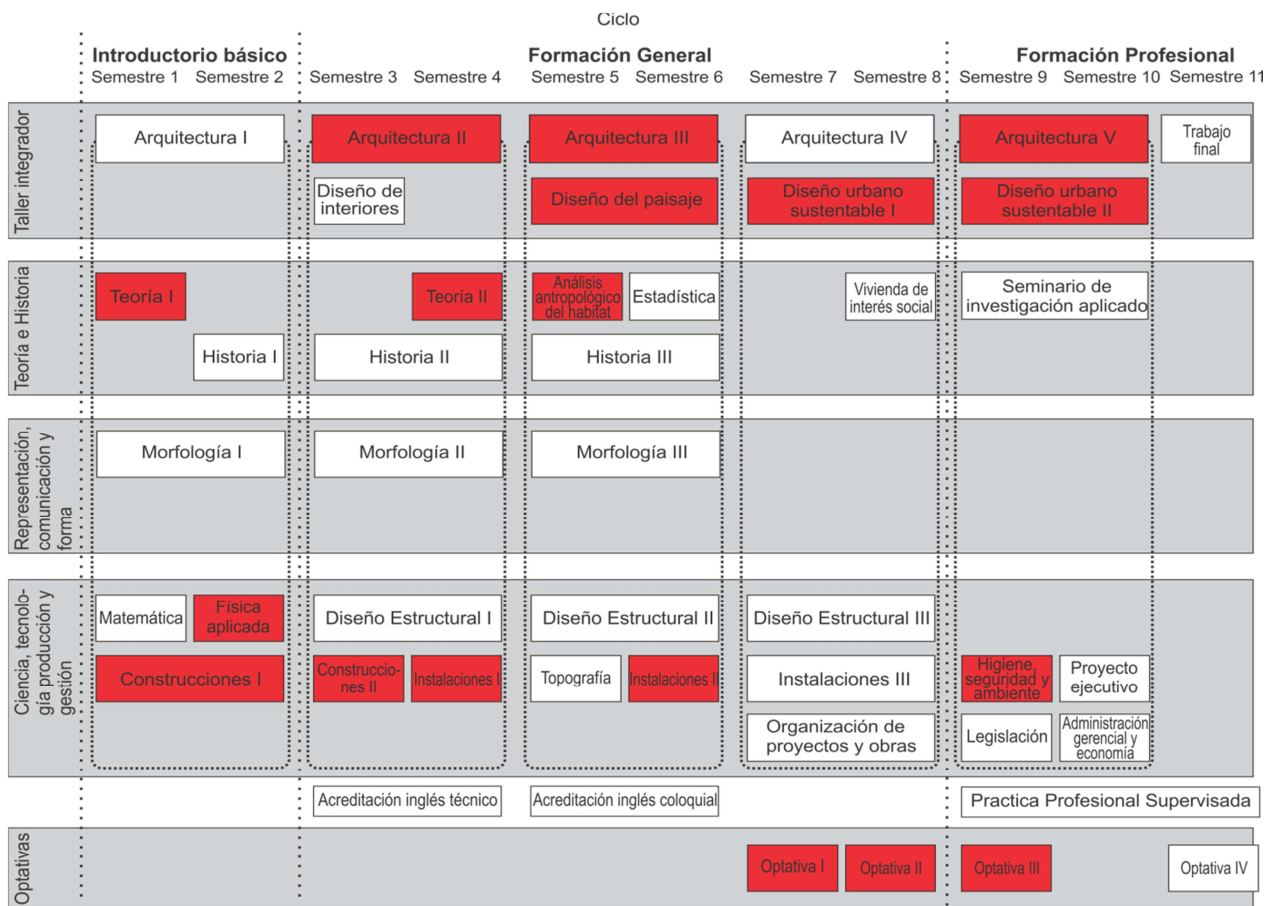 Ciclo
Introductorio básico
Formación General
Formación Profesional
Semestre 1
Semestre 2
Semestre 3
Semestre 4
Semestre 5
Semestre 6
Semestre 7
Semestre 8
Semestre 9
Semestre 10
Semestre 11
Taller integrador
Arquitectura I
Arquitectura II
Arquitectura III
Arquitectura IV
Arquitectura V
Trabajo
final
Diseño de
interiores
Diseño del paisaje
Diseño urbano
sustentable I
Diseño urbano
sustentable II
Teoría e Historia
Teoría I
Teoría II
Análisis
antropológico
del habitat
Estadística
Vivienda de
interés social
Seminario de
investigación aplicado
Historia I
Historia II
Historia III
Representación,
comunicación y
forma
Morfología I
Morfología II
Morfología III
Ciencia, tecnolo-
gía producción y
gestión
Matemática
Física
aplicada
Diseño Estructural I
Diseño Estructural II
Diseño Estructural III
Construcciones I
Construccio-
nes II
Instalaciones I
Topografía
Instalaciones II
Instalaciones III
Higiene,
seguridad y
ambiente
Proyecto
ejecutivo
Organización de
proyectos y obras
Legislación
Administración
gerencial y
economía
Acreditación inglés técnico
Acreditación inglés coloquial
Practica Profesional Supervisada
Optativas
Optativa I
Optativa II
Optativa III
Optativa IV